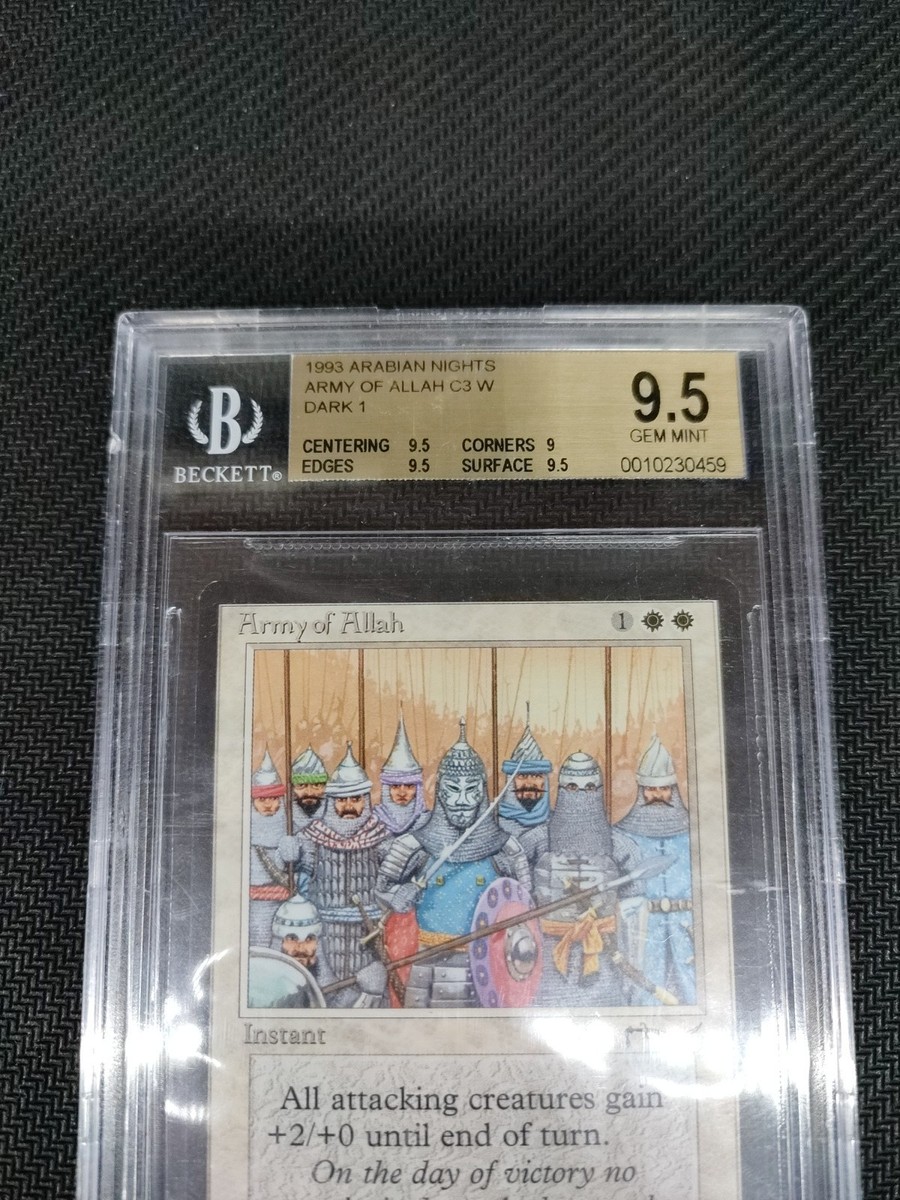 1993 ARABIAN NIGHTS
ARMY OF ALLAH C3 W
DARK 1
CENTERING 9.5 CORNERS 9
EDGES 9.5 SURFACE 9.5
9.5
GEM MINT
0010230459
B
BECKETT®
Army of Allah 1
Instant
All attacking creatures gain
+2/+0 until end of turn.
On the day of victory no